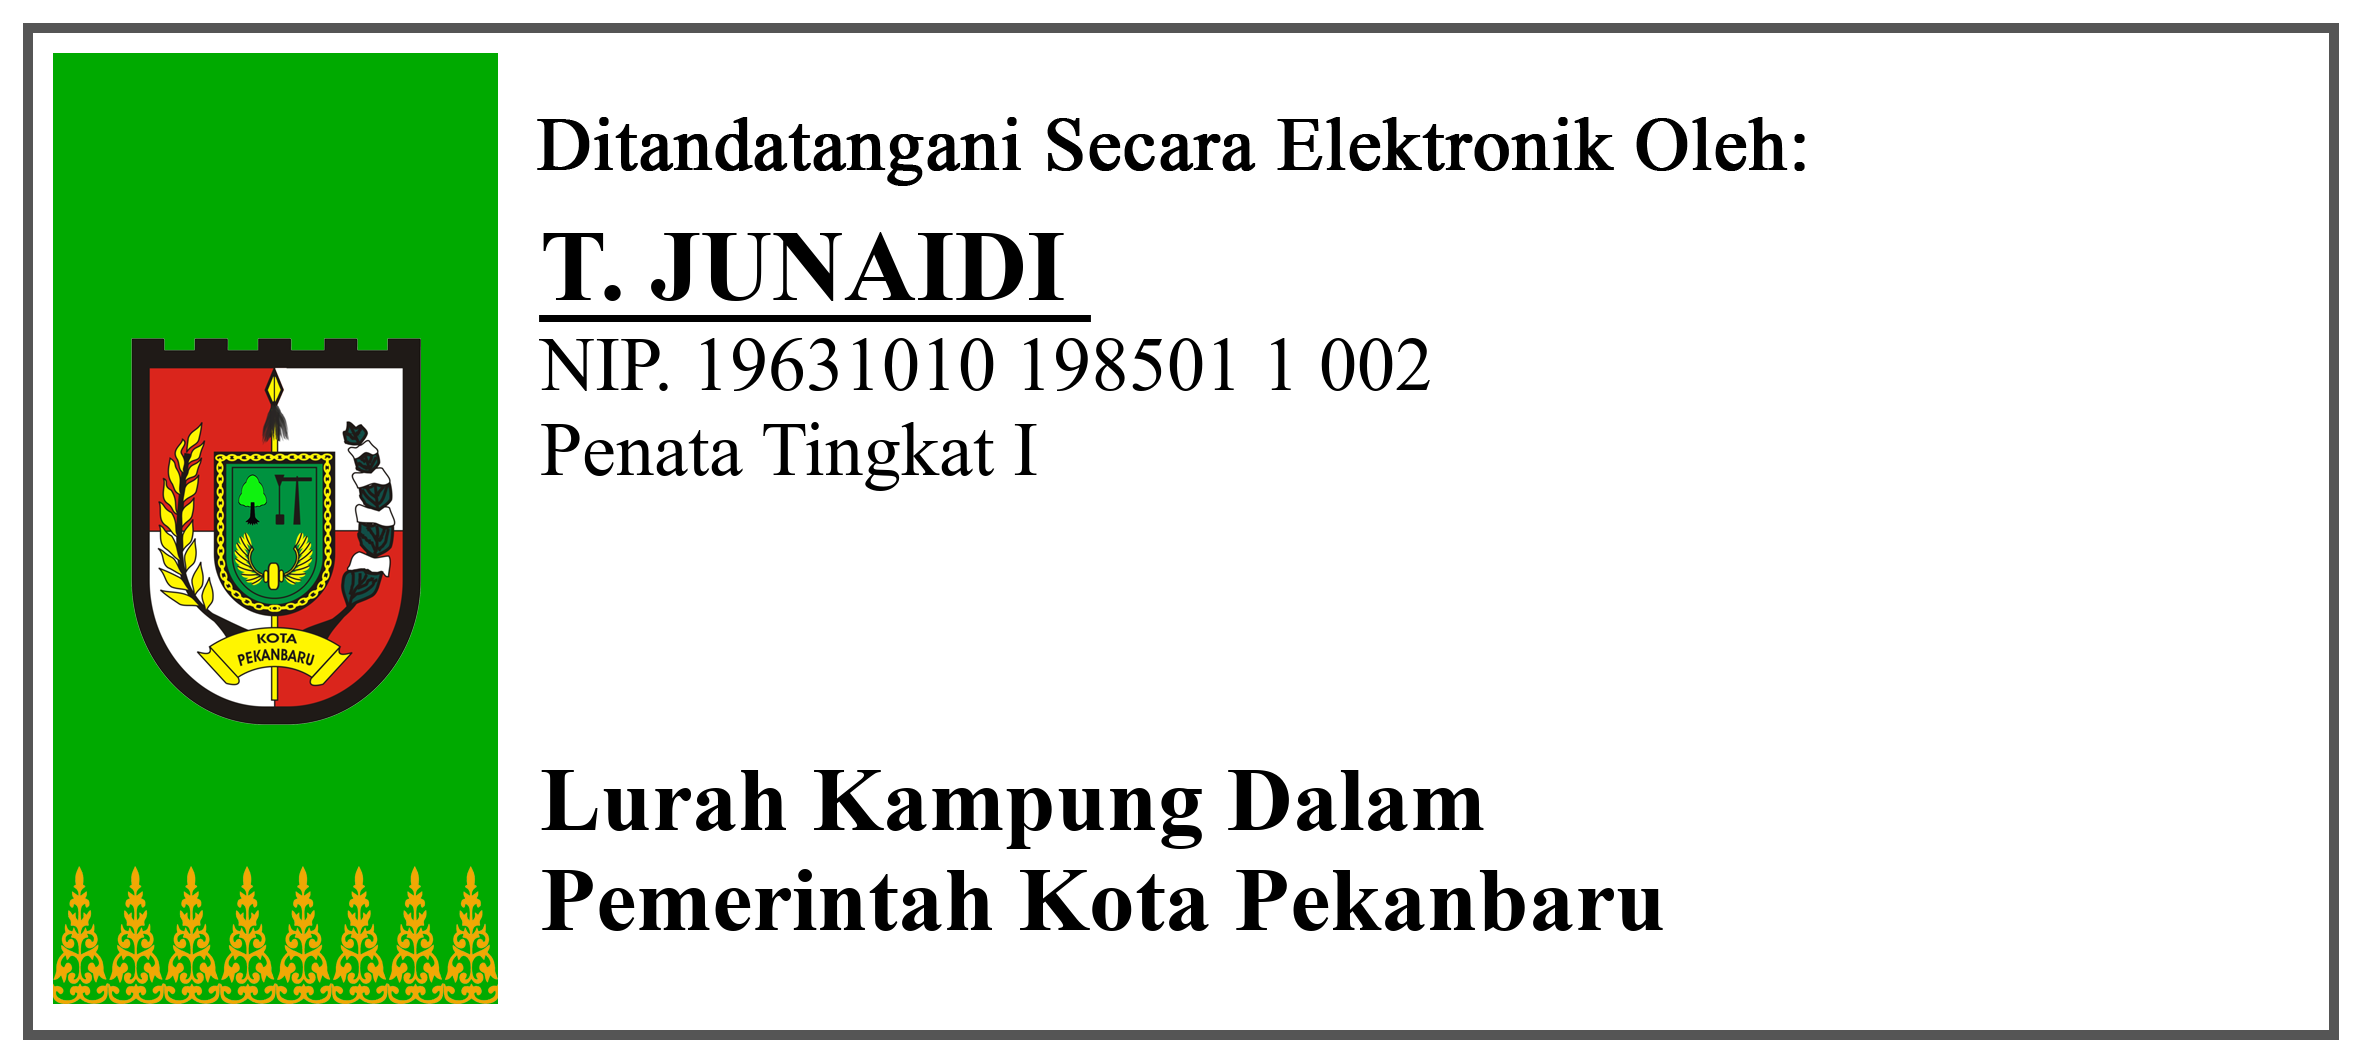 Ditandatangani Secara Elektronik Oleh:
T. JUNAIDI
NIP. 19631010 198501 1 002
Penata Tingkat I
KOTA
PEKANBARU
Lurah Kampung Dalam
Pemerintah Kota Pekanbaru